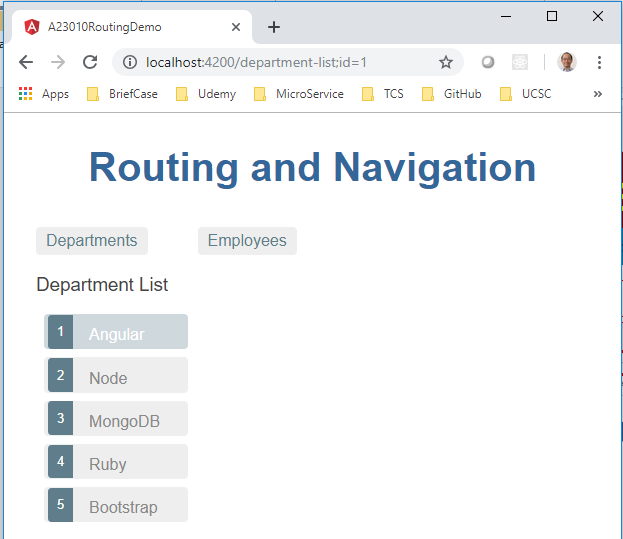 A23010RoutingDemo
localhost:4200/department-list;id=1
Apps BriefCase Udemy MicroService TCS GitHub UCSC »
Routing and Navigation
Departments Employees
Department List
1 Angular
2 Node
3 MongoDB
4 Ruby
5 Bootstrap